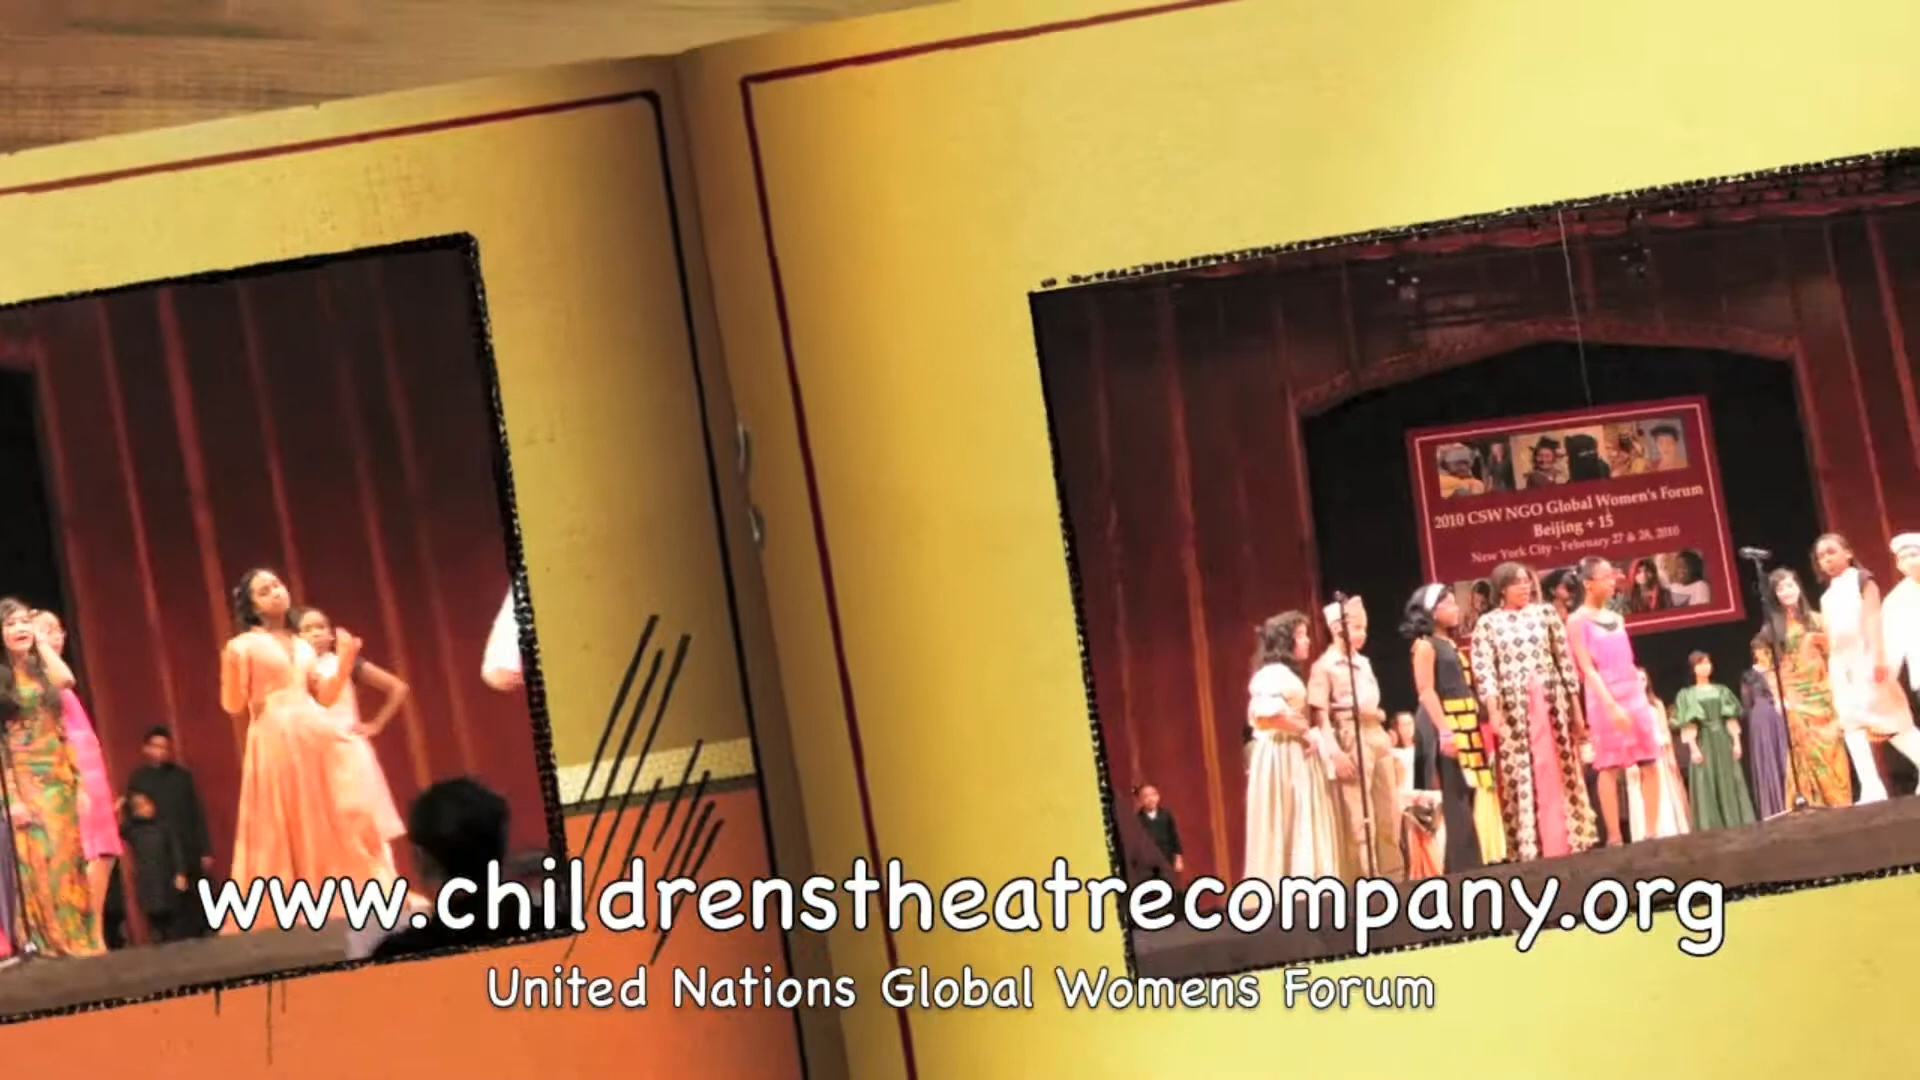 2010 CSW NGO Global Women's Forum
Beijing + 15
New York City - February 27 & 28, 2010
www.childrenstheatrecompany.org
United Nations Global Womens Forum